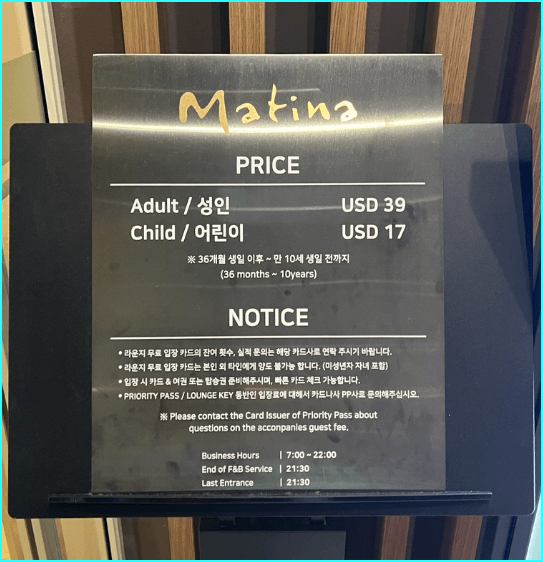 Matina
PRICE
Adult / 성인 USD 39
Child / 어린이 USD 17
※ 36개월 생일 이후 ~ 만 10세 생일 전까지
(36 months ~ 10years)
NOTICE
• 라운지 무료 입장 카드의 잔여 횟수, 실적 문의는 해당 카드사로 연락 주시기 바랍니다.
• 라운지 무료 입장 카드는 본인 외 타인에게 양도 불가능 합니다. (미성년자 자녀 포함)
• 입장 시 카드 & 여권 또는 탑승권 준비해주시며, 빠른 카드 체크 가능합니다.
• PRIORITY PASS / LOUNGE KEY 동반인 입장료에 대해서 카드나사 PP사로 문의해주십시오.
※ Please contact the Card Issuer of Priority Pass about
questions on the acconpanies guest fee.
Business Hours | 7:00 ~ 22:00
End of F&B Service | 21:30
Last Entrance | 21:30